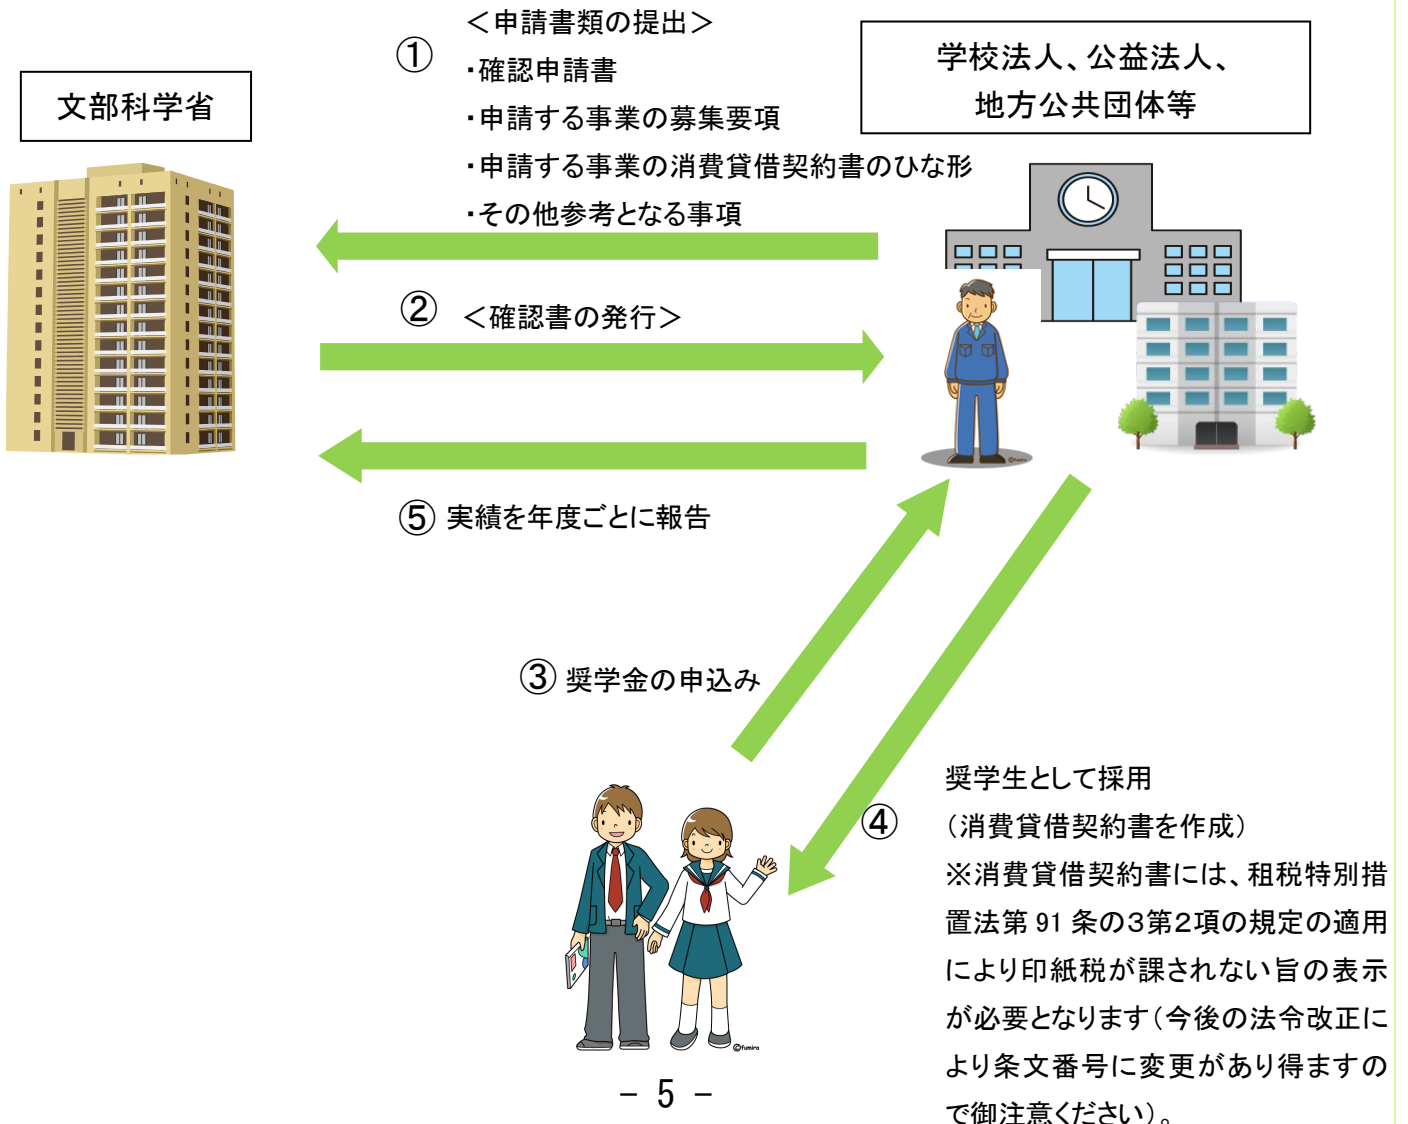 ①
＜申請書類の提出＞
・確認申請書
・申請する事業の募集要項
・申請する事業の消費貸借契約書のひな形
・その他参考となる事項
文部科学省
学校法人、公益法人、
地方公共団体等
②
＜確認書の発行＞
©fumira
⑤ 実績を年度ごとに報告
③ 奨学金の申込み
④
奨学生として採用
（消費貸借契約書を作成）
※消費貸借契約書には、租税特別措
置法第 91 条の３第２項の規定の適用
により印紙税が課されない旨の表示
が必要となります（今後の法令改正に
より条文番号に変更があり得ますの
で御注意ください）。
©fumira
− 5 −